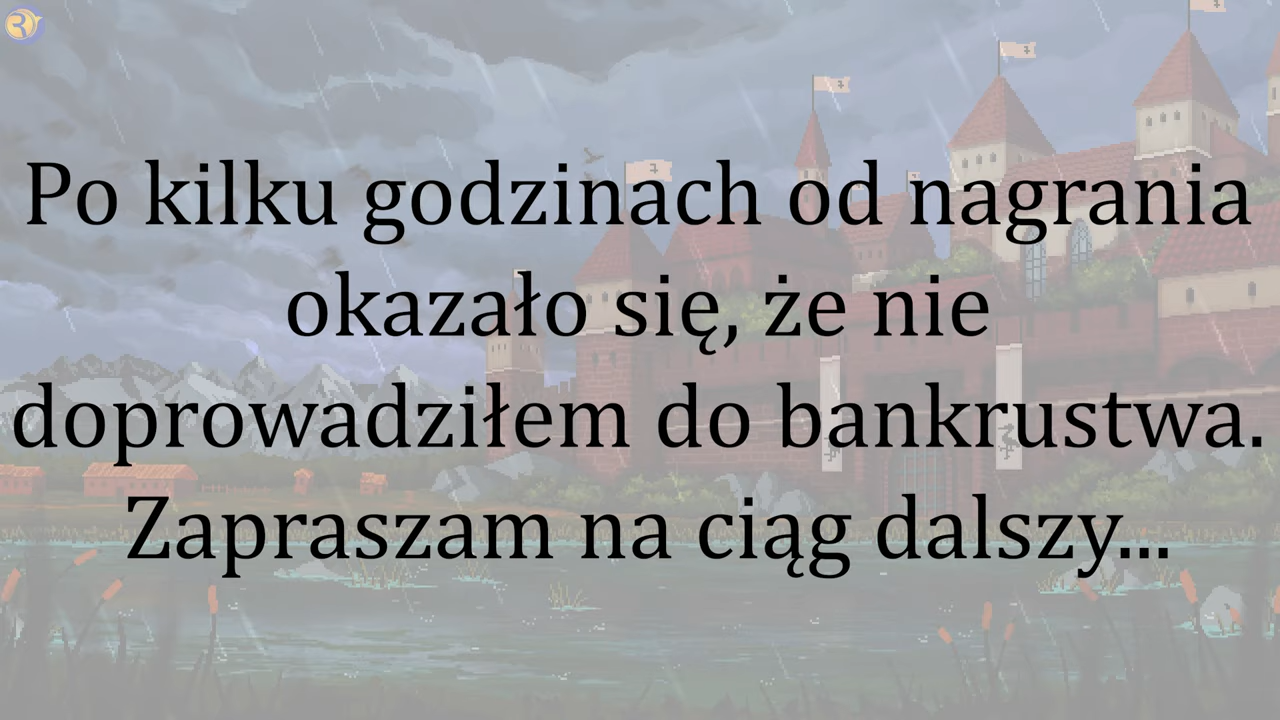 Po kilku godzinach od nagrania
okazało się, że nie
doprowadziłem do bankrustwa.
Zapraszam na ciąg dalszy...